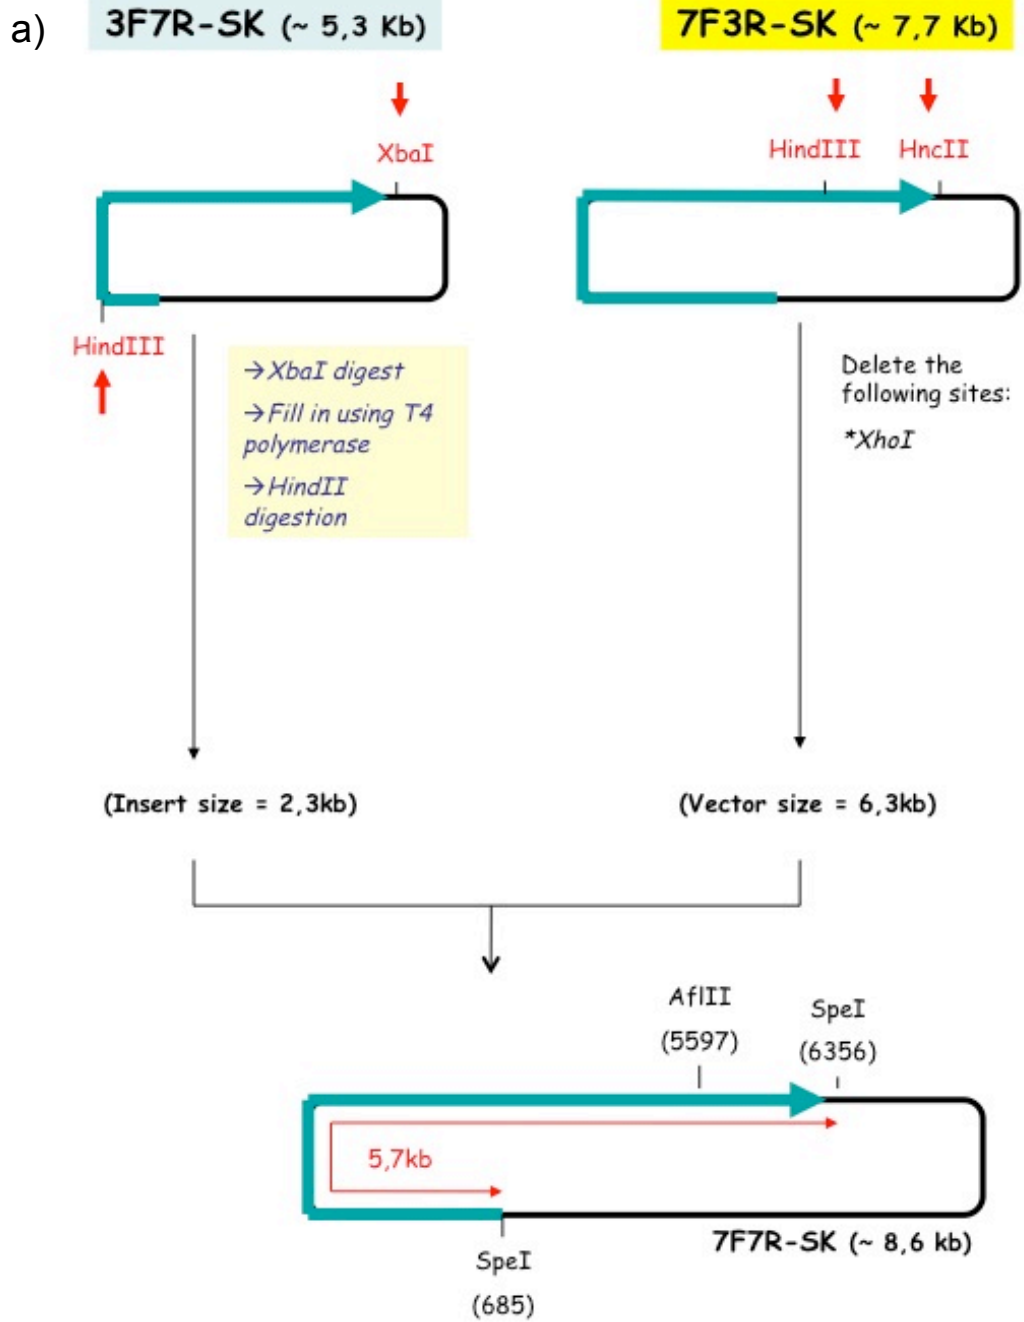 a)
3F7R-SK (~ 5,3 Kb)
7F3R-SK (~ 7,7 Kb)
XbaI
HindIII
HncII
HindIII
→XbaI digest
→Fill in using T4
polymerase
→HindII
digestion
Delete the
following sites:
*XhoI
(Insert size = 2,3kb)
(Vector size = 6,3kb)
AflII
(5597)
SpeI
(6356)
5,7kb
7F7R-SK (~ 8,6 kb)
SpeI
(685)